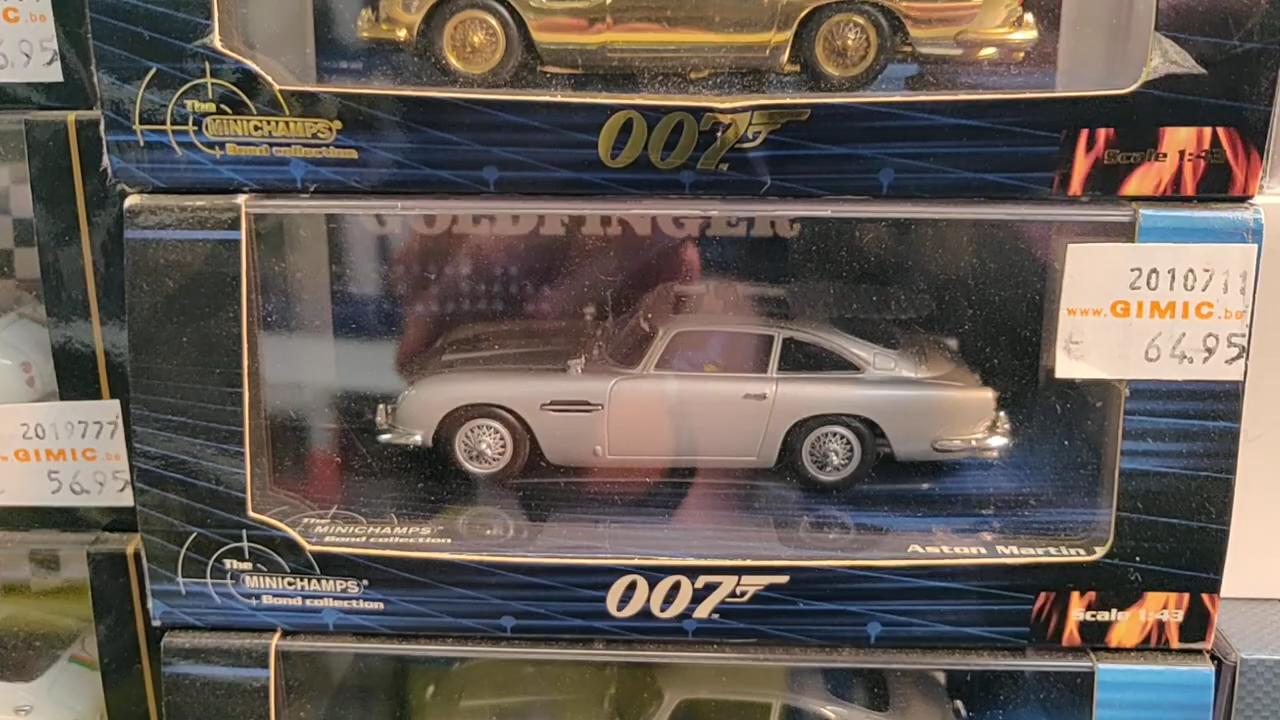 C.be
6.95
The
MINICHAMPS®
Bond collection
007
Scale 1:43
GOLDFINGER
2010711
www.GIMIC.be
€ 64.95
2019777
.GIMIC.be
56.95
The
MINICHAMPS®
Bond collection
Aston Martin
The
MINICHAMPS®
Bond collection
007
Scale 1:43